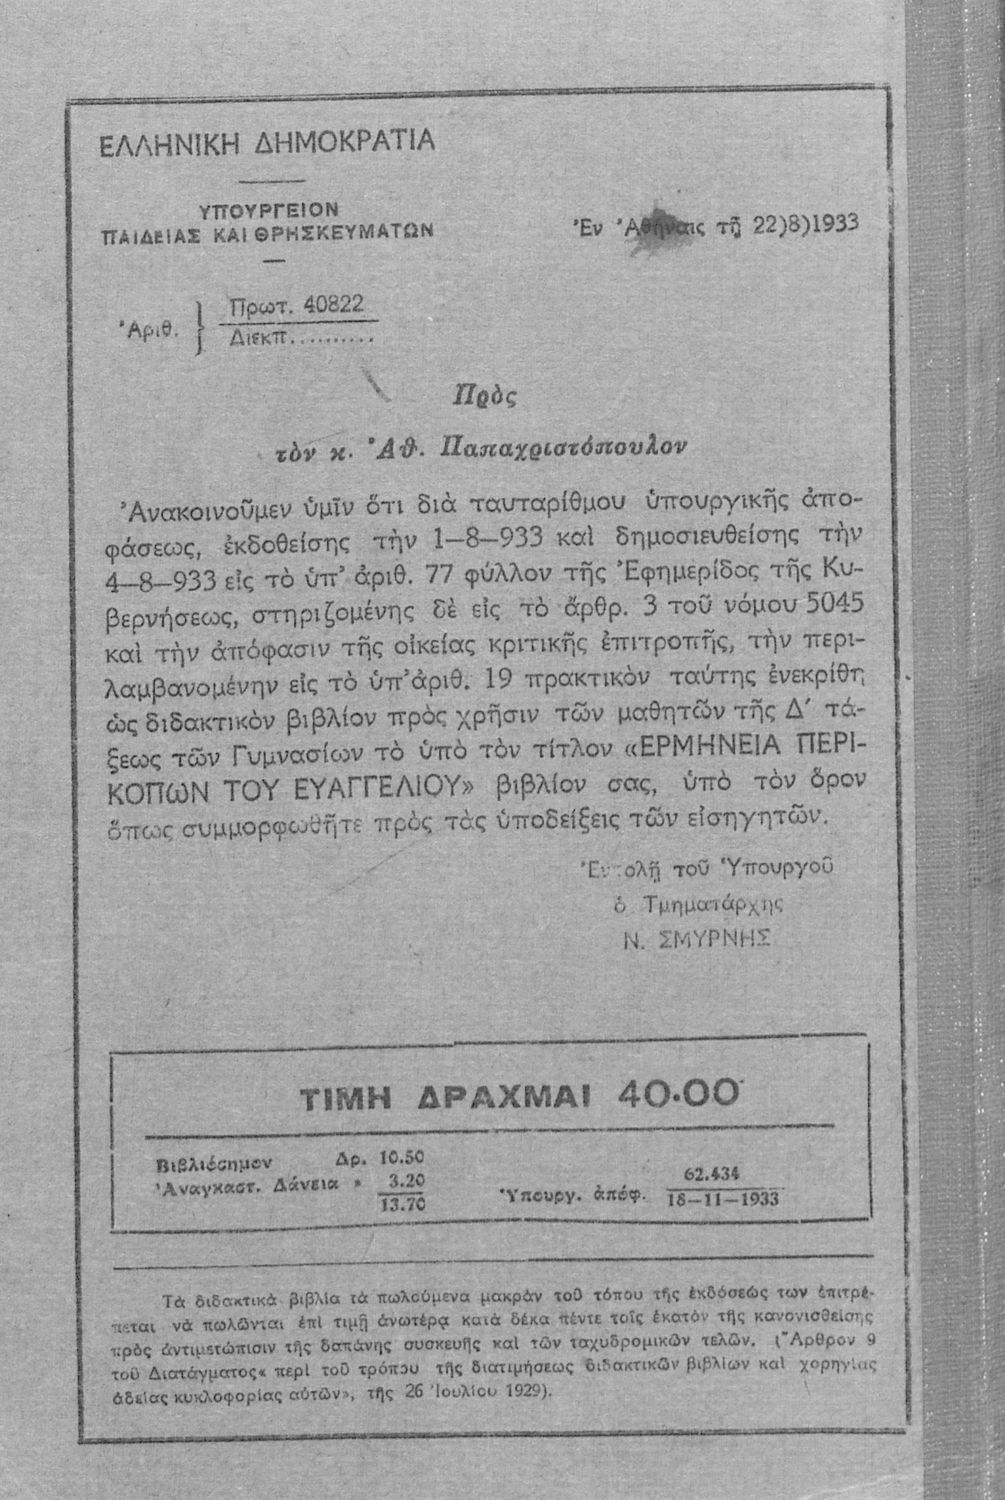 ΕΛΛΗΝΙΚΗ ΔΗΜΟΚΡΑΤΙΑ
ΥΠΟΥΡΓΕΙΟΝ
ΠΑΙΔΕΙΑΣ ΚΑΙ ΘΡΗΣΚΕΥΜΑΤΩΝ
Ἐν Ἀθήναις τῇ 22)8)1933
Ἀριθ. } Πρωτ. 40822
Διεκπ..........
Πρὸς
τὸν κ. Ἀθ. Παπαχριστόπουλον
Ἀνακοινοῦμεν ὑμῖν ὅτι διὰ ταυταρίθμου ὑπουργικῆς ἀπο-
φάσεως, ἐκδοθείσης τὴν 1—8—933 καὶ δημοσιευθείσης τὴν
4—8—933 εἰς τὸ ὑπ’ ἀριθ. 77 φύλλον τῆς Ἐφημερίδος τῆς Κυ-
βερνήσεως, στηριζομένης δὲ εἰς τὸ ἄρθρ. 3 τοῦ νόμου 5045
καὶ τὴν ἀπόφασιν τῆς οἰκείας κριτικῆς ἐπιτροπῆς, τὴν περι-
λαμβανομένην εἰς τὸ ὑπ’ἀριθ. 19 πρακτικὸν ταύτης ἐνεκρίθη
ὡς διδακτικὸν βιβλίον πρὸς χρῆσιν τῶν μαθητῶν τῆς Δ′ τά-
ξεως τῶν Γυμνασίων τὸ ὑπὸ τὸν τίτλον «ΕΡΜΗΝΕΙΑ ΠΕΡΙ-
ΚΟΠΩΝ ΤΟΥ ΕΥΑΓΓΕΛΙΟΥ» βιβλίον σας, ὑπὸ τὸν ὅρον
ὅπως συμμορφωθῆτε πρὸς τὰς ὑποδείξεις τῶν εἰσηγητῶν.
Ἐντολῇ τοῦ Ὑπουργοῦ
ὁ Τμηματάρχης
Ν. ΣΜΥΡΝΗΣ
ΤΙΜΗ ΔΡΑΧΜΑΙ 40.00
Βιβλιόσημον Δρ. 10.50
Ἀναγκαστ. Δάνεια » 3.20
13.70
Ὑπουργ. ἀπόφ. 62.434
18—11—1933
Τὰ διδακτικὰ βιβλία τὰ πωλούμενα μακρὰν τοῦ τόπου τῆς ἐκδόσεώς των ἐπιτρέ-
πεται νὰ πωλῶνται ἐπὶ τιμῇ ἀνωτέρᾳ κατὰ δέκα πέντε τοῖς ἑκατὸν τῆς κανονισθείσης
πρὸς ἀντιμετώπισιν τῆς δαπάνης συσκευῆς καὶ τῶν ταχυδρομικῶν τελῶν. (Ἄρθρον 9
τοῦ Διατάγματος« περὶ τοῦ τρόπου τῆς διατιμήσεως διδακτικῶν βιβλίων καὶ χορηγίας
ἀδείας κυκλοφορίας αὐτῶν», τῆς 26 Ἰουλίου 1929).